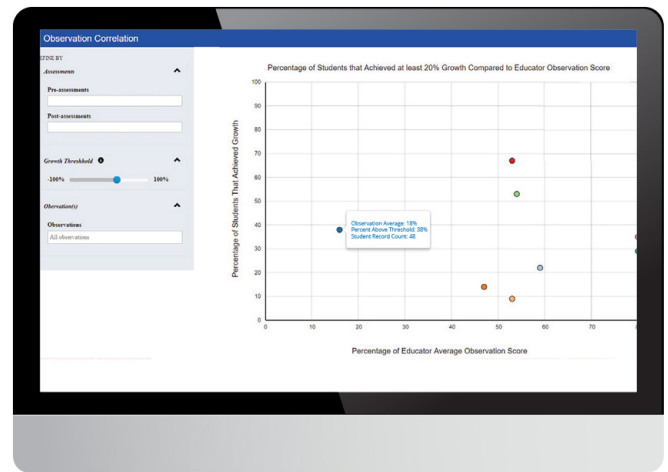 Observation Correlation
FINE BY
Assessments
Pre-assessments
Post-assessments
Growth Threshhold
-100% 100%
Obervation(s)
Observations
All observations
Percentage of Students that Achieved at least 20% Growth Compared to Educator Observation Score
Percentage of Students That Achieved Growth
100
90
80
70
60
50
40
30
20
10
0
Observation Average: 18%
Percent Above Threshold: 38%
Student Record Count: 48
0 10 20 30 40 50 60 70
Percentage of Educator Average Observation Score